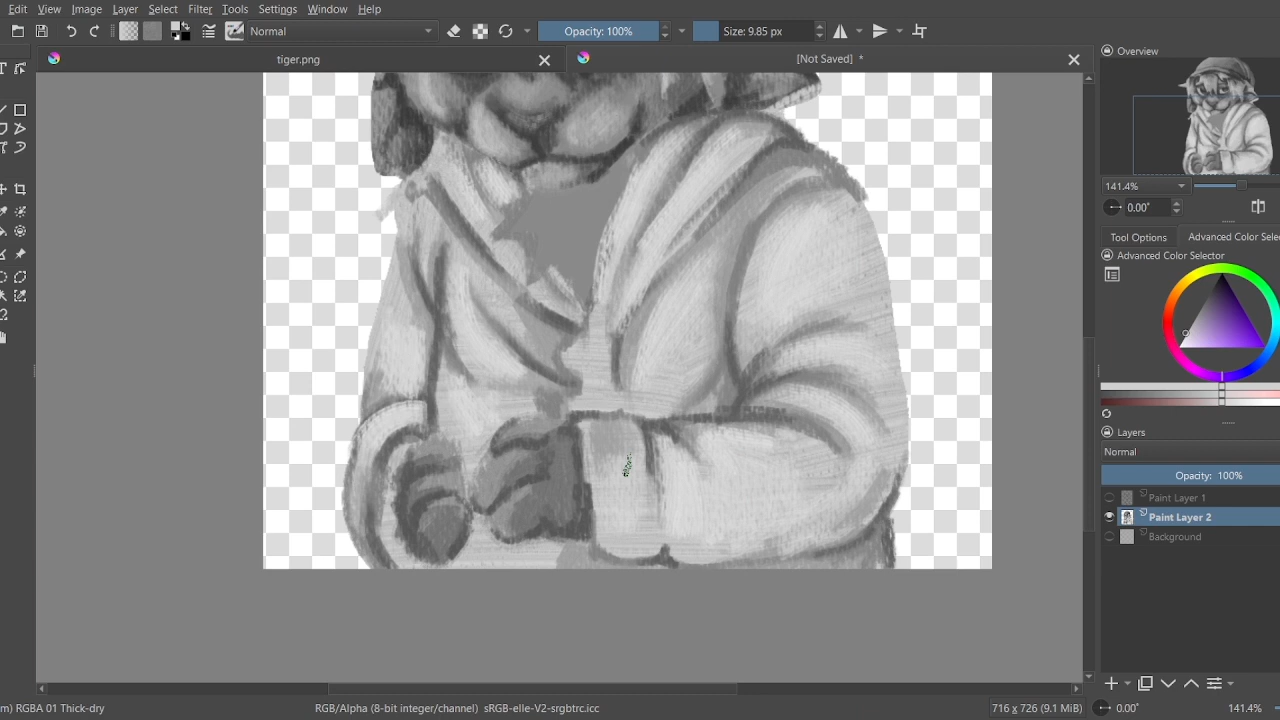 Edit View Image Layer Select Filter Tools Settings Window Help
Normal Opacity: 100% Size: 9.85 px
tiger.png [Not Saved] *
Overview
141.4%
0.00°
Tool Options Advanced Color Sele
Advanced Color Selector
Layers
Normal
Opacity: 100%
Paint Layer 1
Paint Layer 2
Background
m) RGBA 01 Thick-dry RGB/Alpha (8-bit integer/channel) sRGB-elle-V2-srgbtrc.icc 716 x 726 (9.1 MiB) 0.00° 141.4%